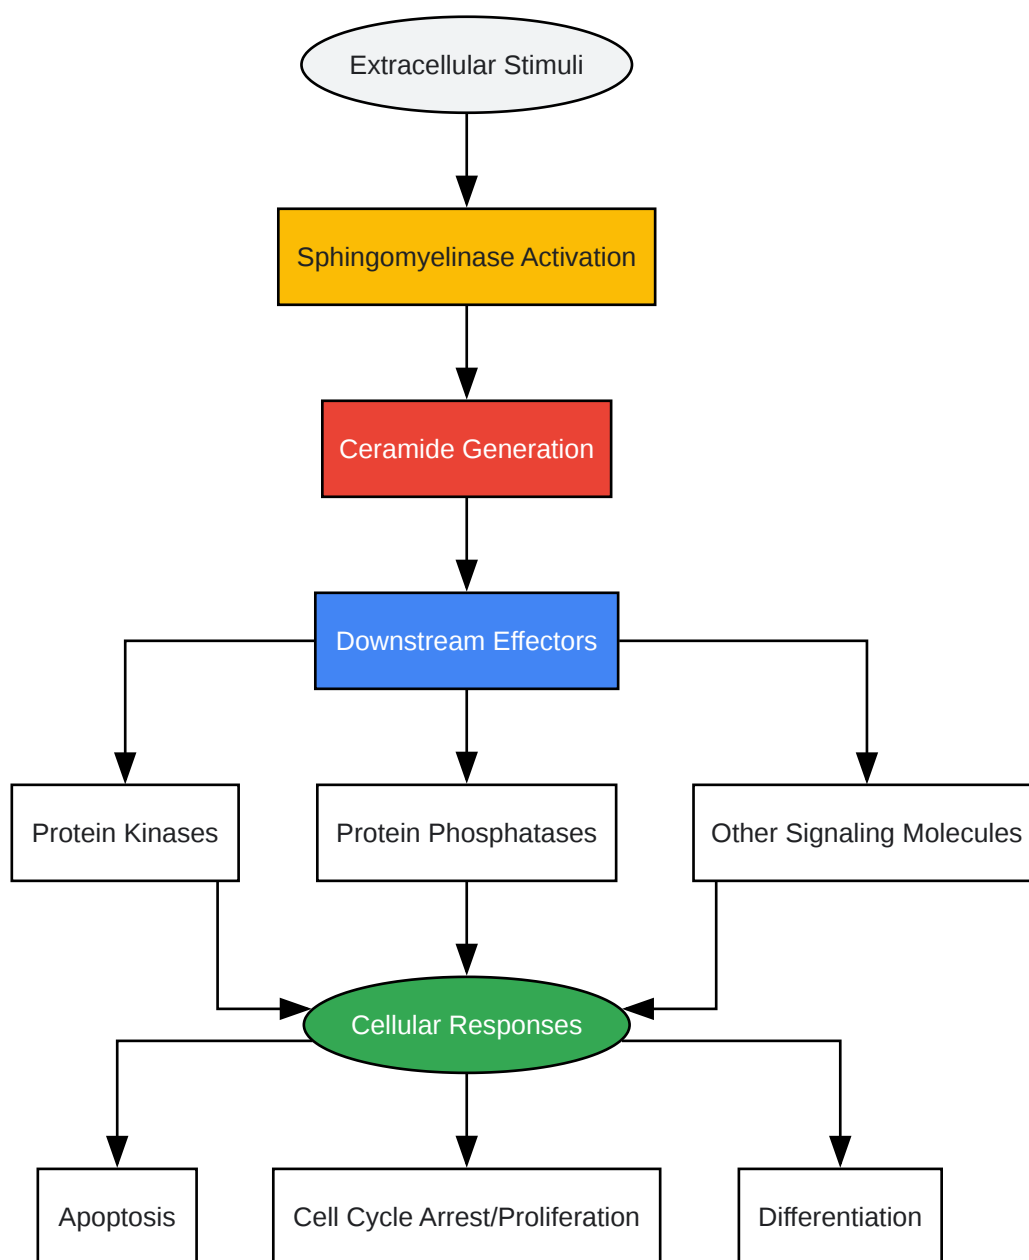 Extracellular Stimuli
Sphingomyelinase Activation
Ceramide Generation
Downstream Effectors
Protein Kinases
Protein Phosphatases
Other Signaling Molecules
Cellular Responses
Apoptosis
Cell Cycle Arrest/Proliferation
Differentiation